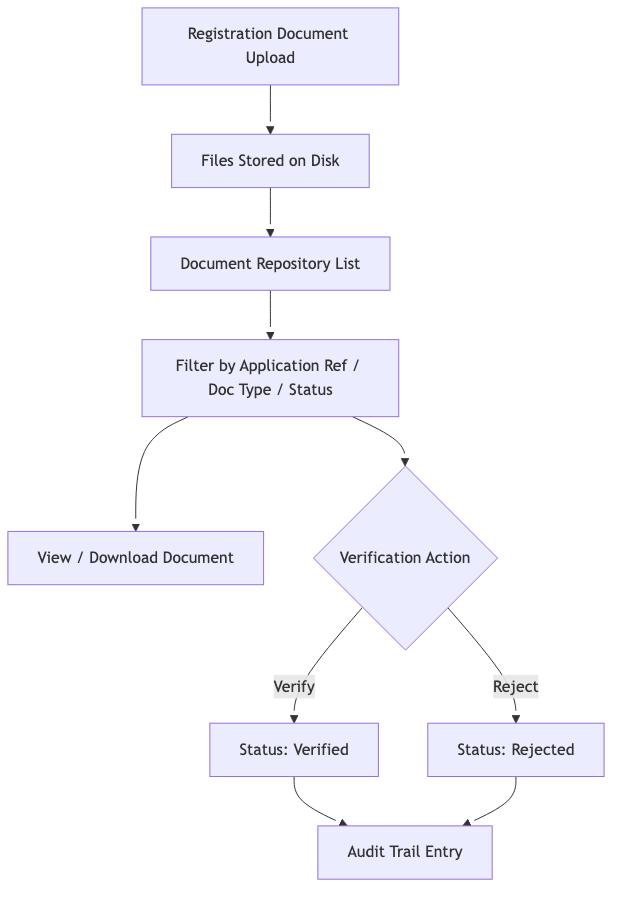 Registration Document
Upload
Files Stored on Disk
Document Repository List
Filter by Application Ref /
Doc Type / Status
View / Download Document
Verification Action
Verify
Reject
Status: Verified
Status: Rejected
Audit Trail Entry